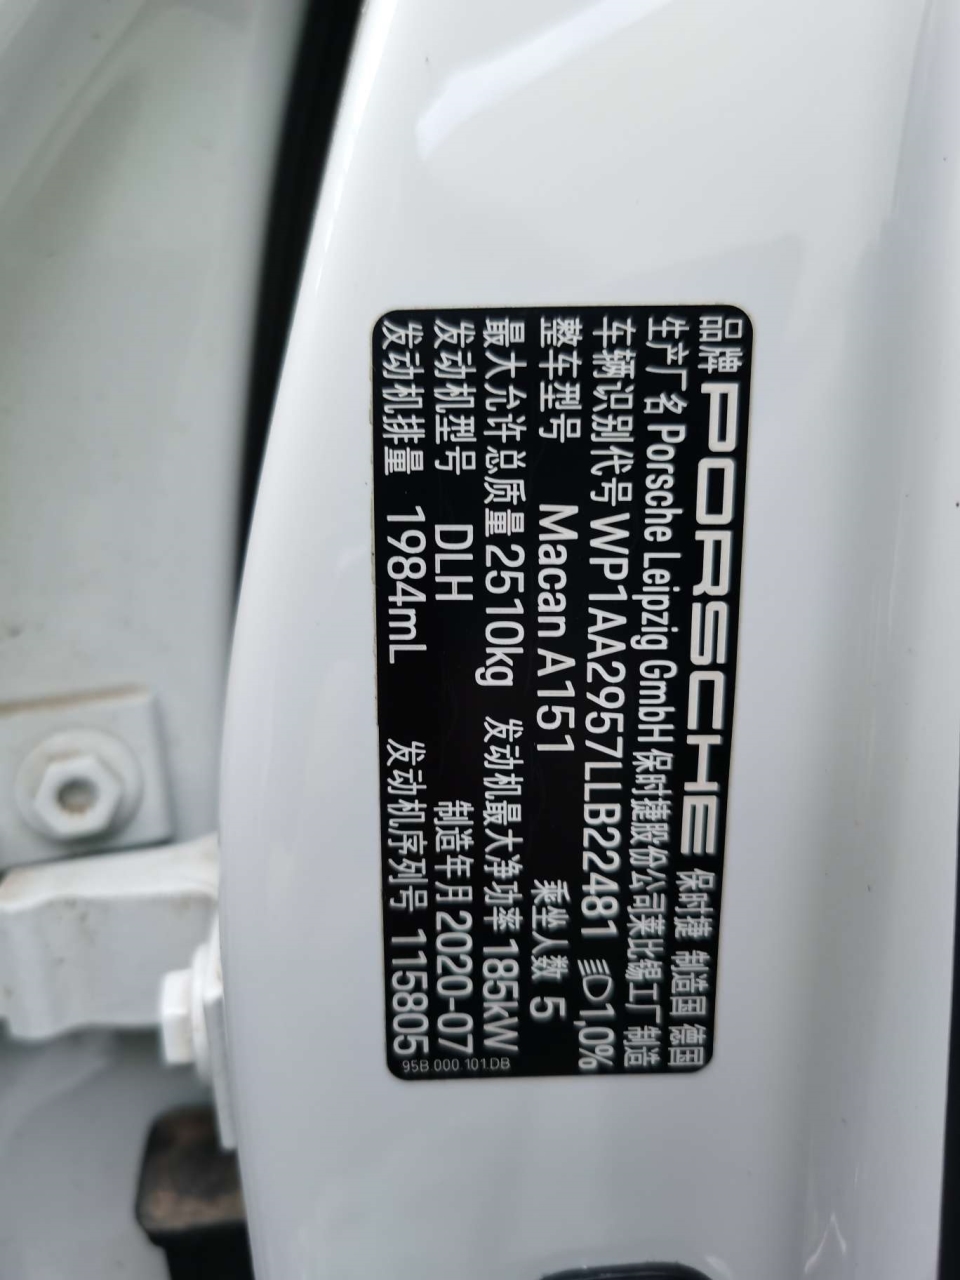 品牌 PORSCHE 保时捷 制造国 德国
生产厂名 Porsche Leipzig GmbH 保时捷股份公司莱比锡工厂 制造
车辆识别代号 WP1AA2957LLB22481 1,0%
整车型号 Macan A151 乘坐人数 5
最大允许总质量 2510kg 发动机最大净功率 185kW
发动机型号 DLH 制造年月 2020-07
发动机排量 1984mL 发动机序列号 115805
95B.000.101.DB